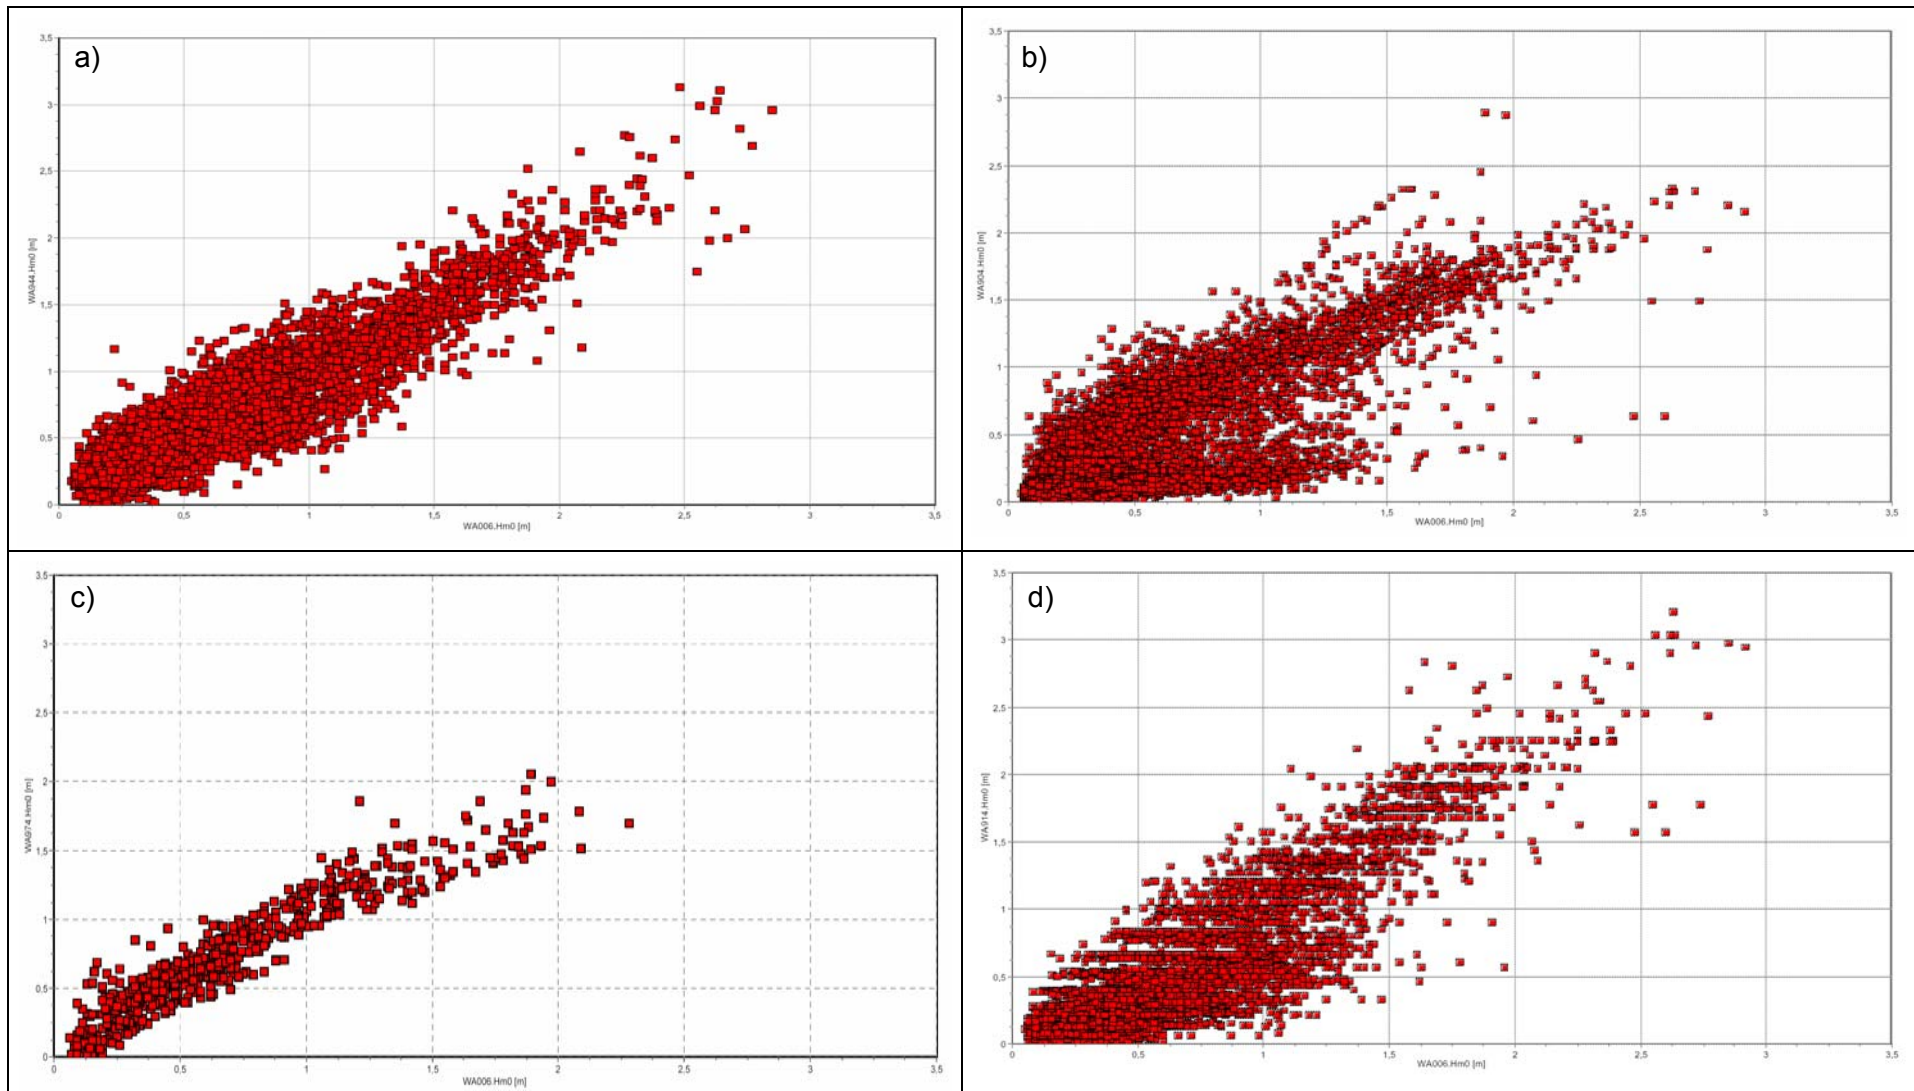 a)
3,5
3
2,5
2
1,5
1
0,5
0
WA944.Hm0 [m]
0 0,5 1 1,5 2 2,5 3 3,5
WA006.Hm0 [m]
b)
3,5
3
2,5
2
1,5
1
0,5
0
WA904.Hm0 [m]
0 0,5 1 1,5 2 2,5 3 3,5
WA006.Hm0 [m]
c)
3,5
3
2,5
2
1,5
1
0,5
0
WA974.Hm0 [m]
0 0,5 1 1,5 2 2,5 3 3,5
WA006.Hm0 [m]
d)
3,5
3
2,5
2
1,5
1
0,5
0
WA914.Hm0 [m]
0 0,5 1 1,5 2 2,5 3 3,5
WA006.Hm0 [m]